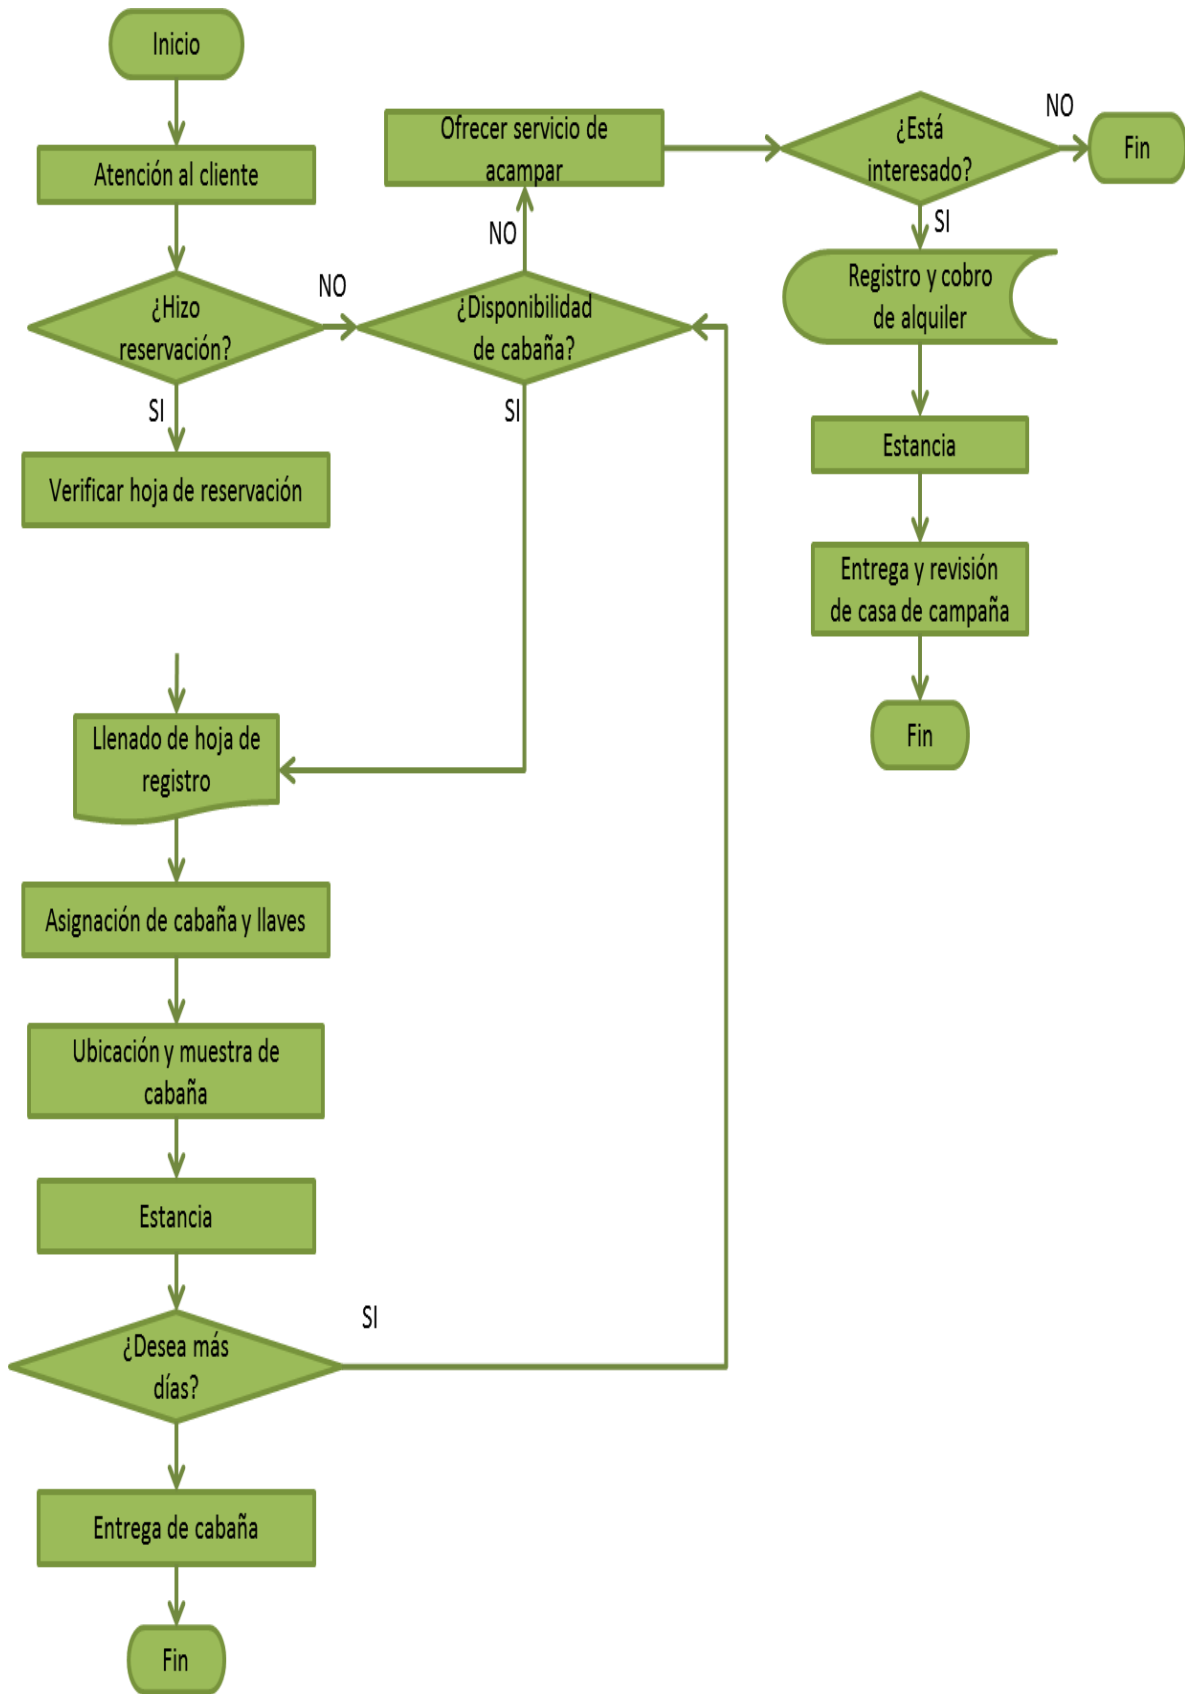 Inicio
Atención al cliente
¿Hizo
reservación?
NO
SI
Verificar hoja de reservación
¿Disponibilidad
de cabaña?
NO
SI
Ofrecer servicio de
acampar
¿Está
interesado?
NO
Fin
SI
Registro y cobro
de alquiler
Estancia
Entrega y revisión
de casa de campaña
Fin
Llenado de hoja de
registro
Asignación de cabaña y llaves
Ubicación y muestra de
cabaña
Estancia
¿Desea más
días?
SI
Entrega de cabaña
Fin